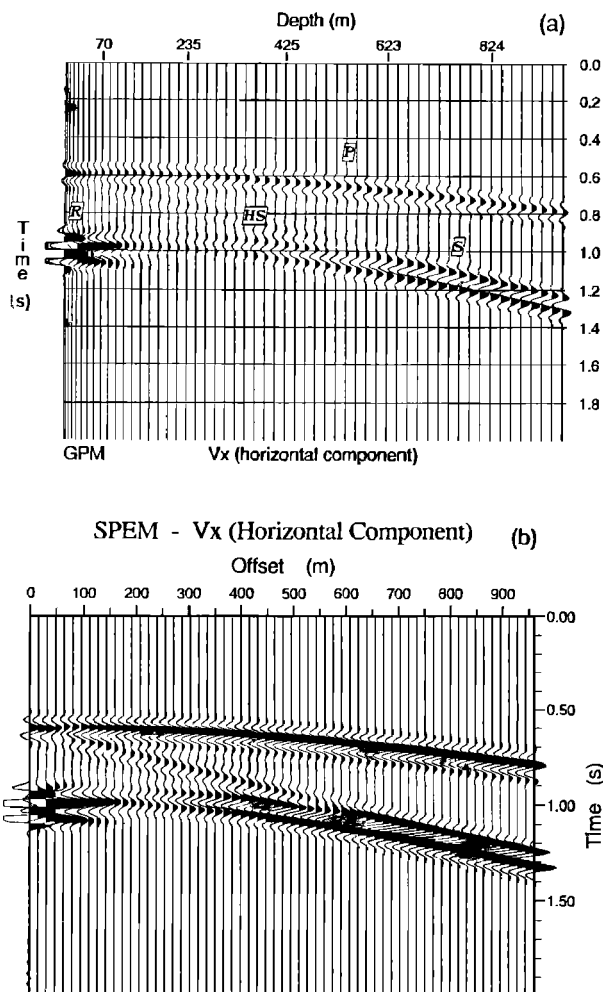 Depth (m) (a)
70 235 425 623 824
0.0
0.2
0.4
P
0.6
R HS
0.8
Time (s)
S
1.0
1.2
1.4
1.6
1.8
GPM Vx (horizontal component)
SPEM - Vx (Horizontal Component) (b)
Offset (m)
0 100 200 300 400 500 600 700 800 900
0.00
0.50
1.00
Time (s)
1.50